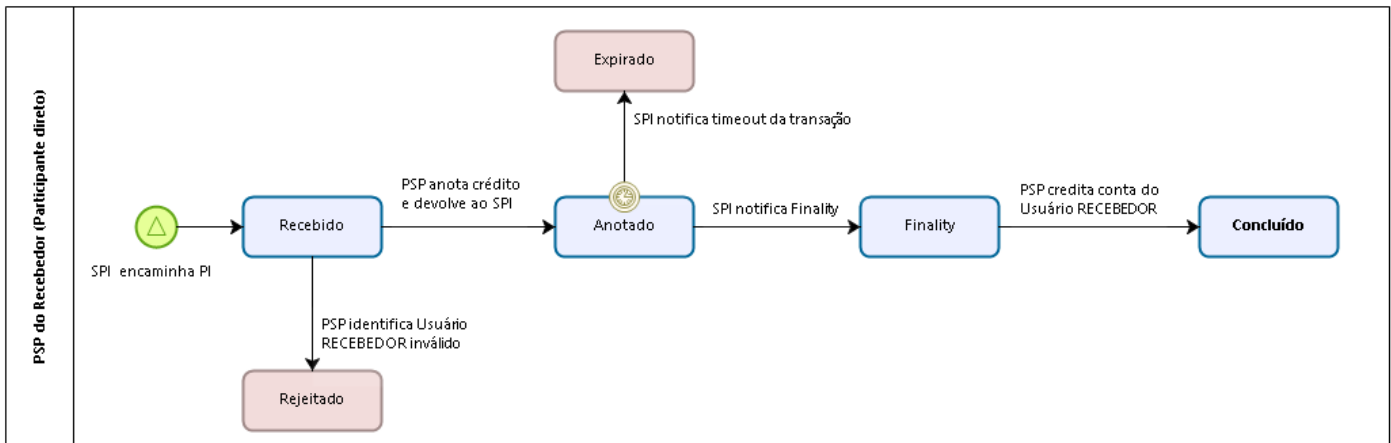 PSP do Recebedor (Participante direto)
Expirado
SPI notifica timeout da transação
PSP anota crédito
e devolve ao SPI
PSP credita conta do
Usuário RECEBEDOR
SPI notifica Finality
Recebido
Anotado
Finality
Concluído
SPI encaminha PI
PSP identifica Usuário
RECEBEDOR inválido
Rejeitado